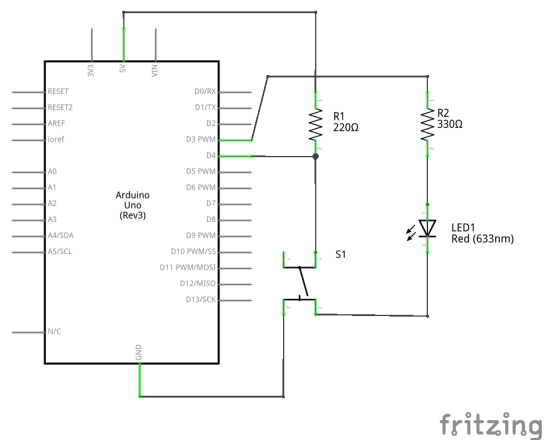 3V3
5V
VIN
RESET
RESET2
AREF
ioref
A0
A1
A2
A3
A4/SDA
A5/SCL
N/C
Arduino
Uno
(Rev3)
D0/RX
D1/TX
D2
D3 PWM
D4
D5 PWM
D6 PWM
D7
D8
D9 PWM
D10 PWM/SS
D11 PWM/MOSI
D12/MISO
D13/SCK
GND
R1
220Ω
R2
330Ω
LED1
Red (633nm)
S1
fritzing